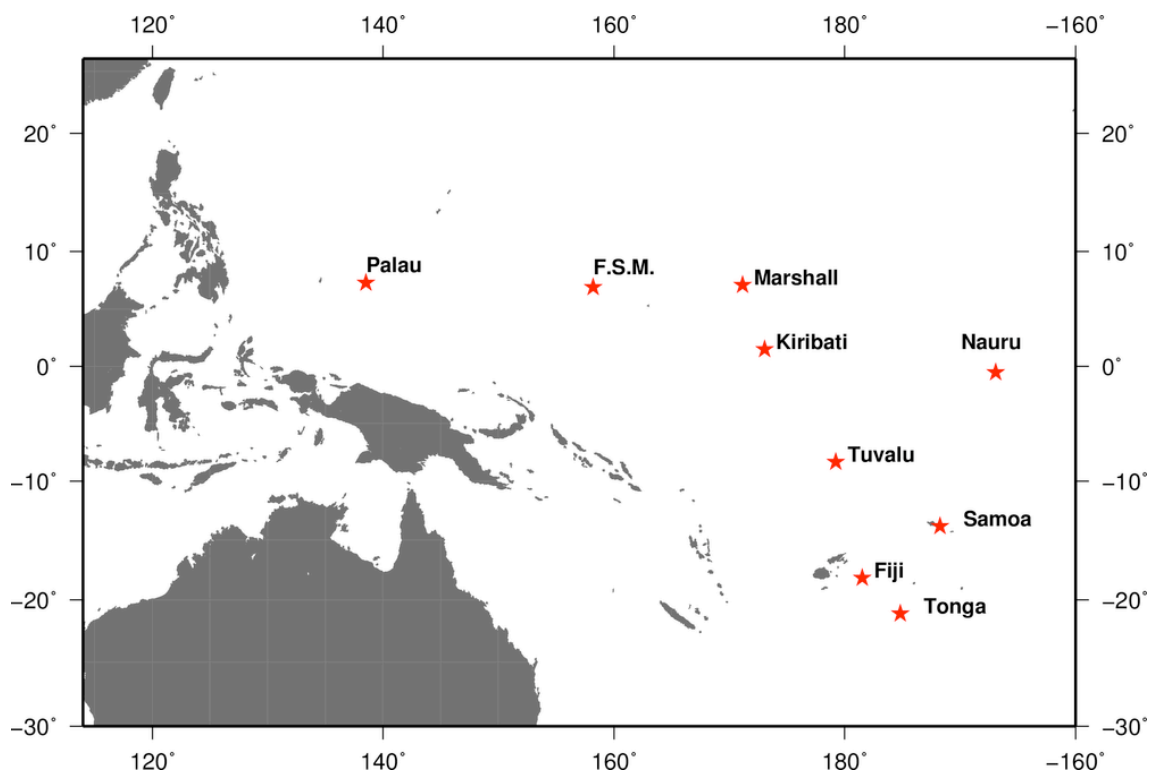 120˚ 140˚ 160˚ 180˚ −160˚
20˚ 20˚
10˚ 10˚
Palau F.S.M. Marshall
Kiribati Nauru
0˚ 0˚
Tuvalu
−10˚ −10˚
Samoa
Fiji
−20˚ Tonga −20˚
−30˚ −30˚
120˚ 140˚ 160˚ 180˚ −160˚